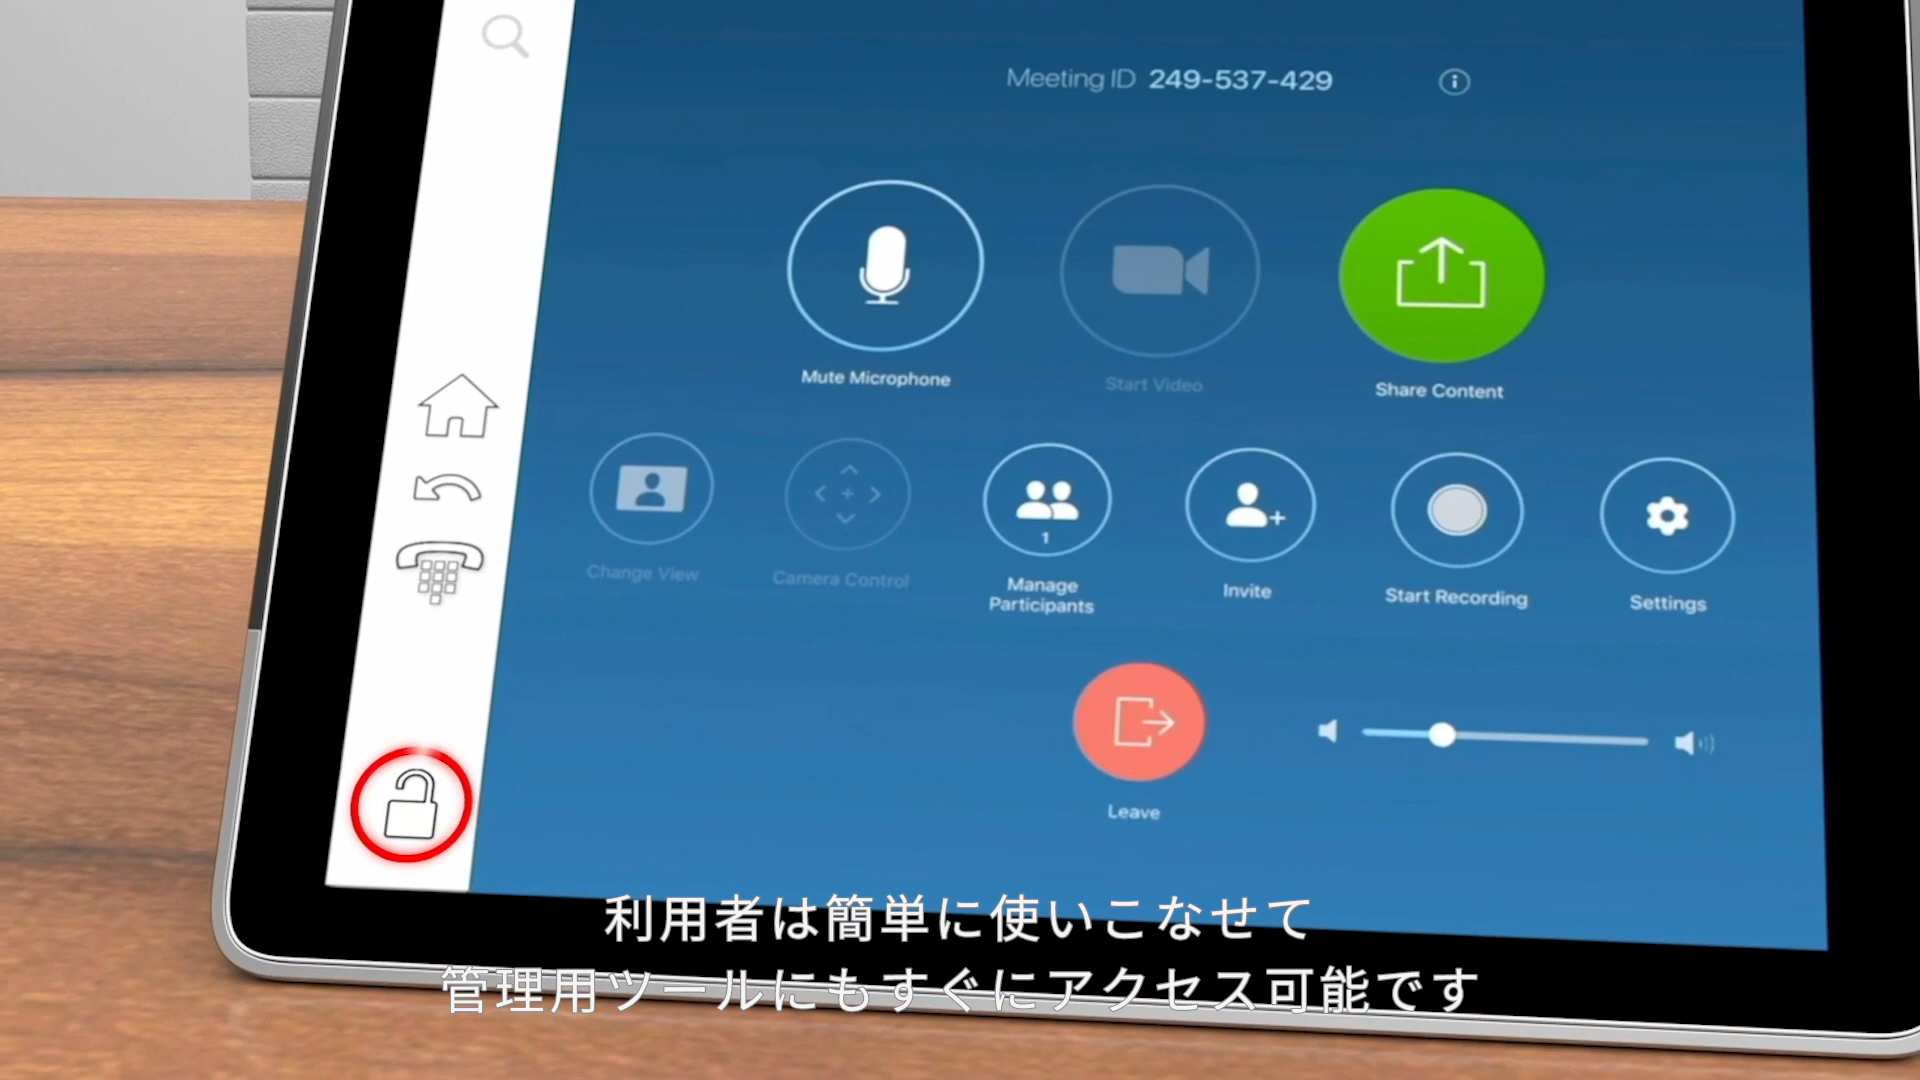 Meeting ID 249-537-429
Mute Microphone
Start Video
Share Content
Change View
Camera Control
1
Manage
Participants
Invite
Start Recording
Settings
Leave
利用者は簡単に使いこなせて
管理用ツールにもすぐにアクセス可能です